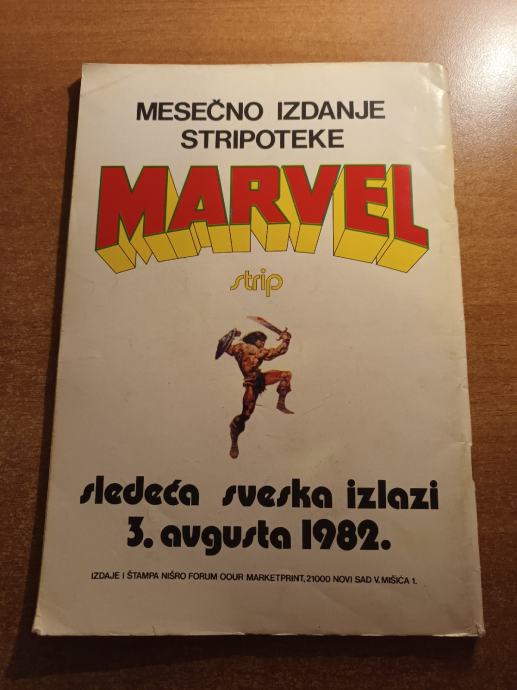 MESEČNO IZDANJE
STRIPOTEKE
MARVEL
strip
sledeća sveska izlazi
3. avgusta 1982.
IZDAJE I ŠTAMPA NIŠRO FORUM OOUR MARKETPRINT, 21000 NOVI SAD V. MIŠIĆA 1.